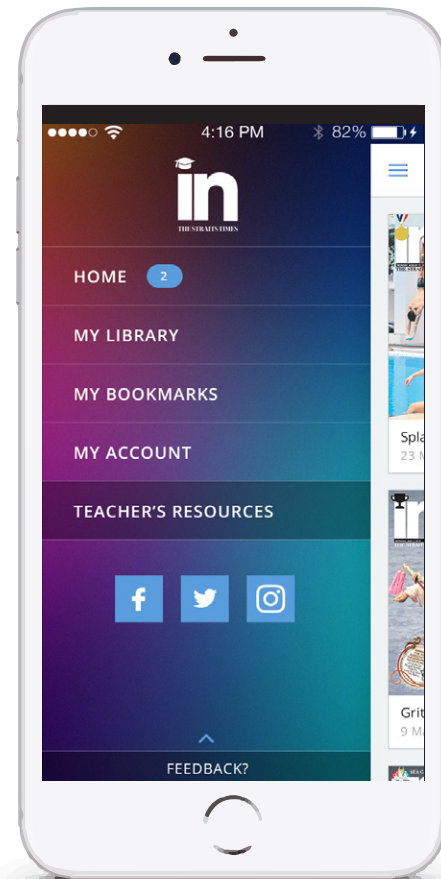 4:16 PM
82%
in
THE STRAITS TIMES
HOME 2
MY LIBRARY
MY BOOKMARKS
MY ACCOUNT
TEACHER'S RESOURCES
FEEDBACK?
Spla
23 M
Grit
9 Ma